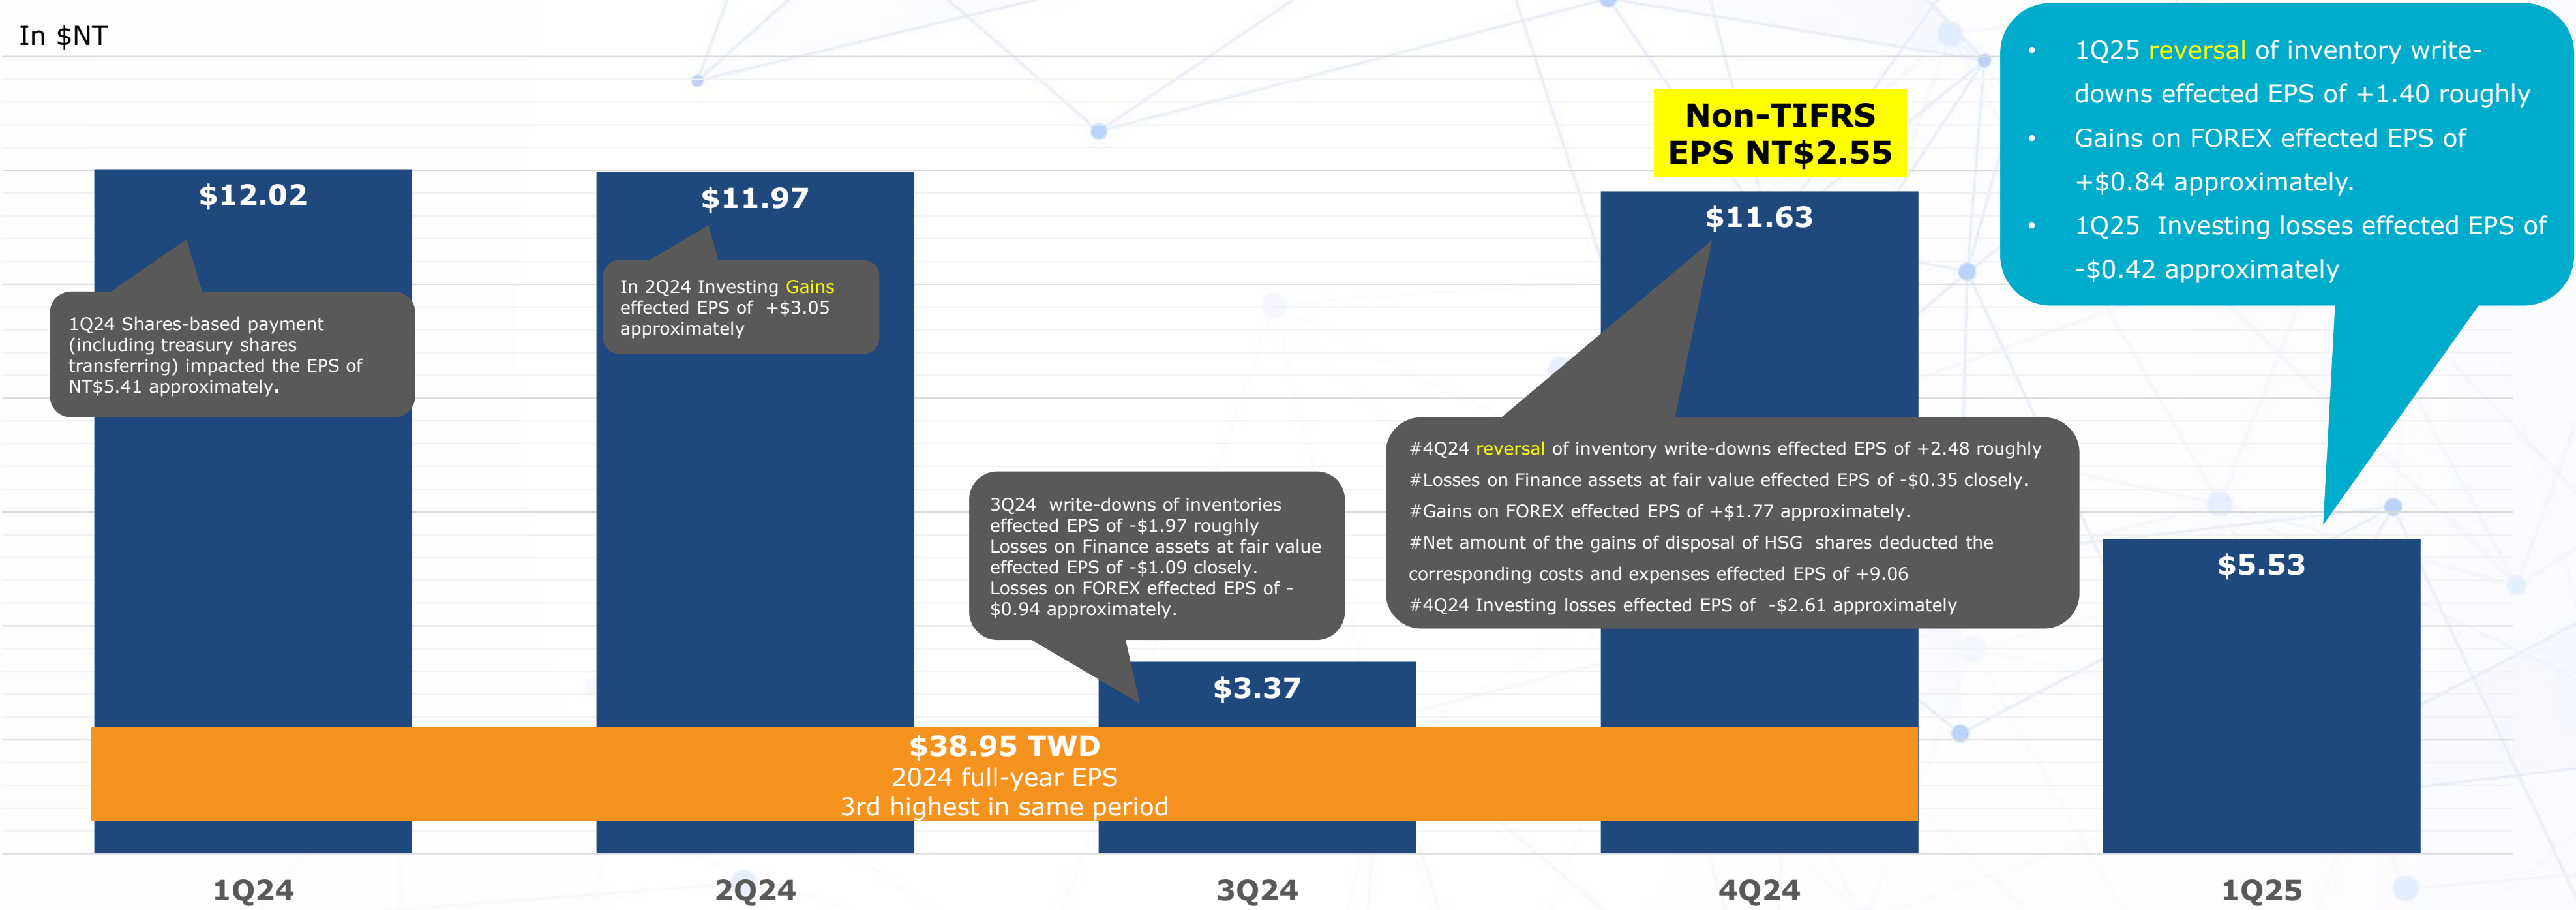 In $NT
$12.02
1Q24 Shares-based payment
(including treasury shares
transferring) impacted the EPS of
NT$5.41 approximately.
$11.97
In 2Q24 Investing Gains
effected EPS of  +$3.05
approximately
3Q24  write-downs of inventories
effected EPS of -$1.97 roughly
Losses on Finance assets at fair value
effected EPS of -$1.09 closely.
Losses on FOREX effected EPS of -
$0.94 approximately.
$3.37
Non-TIFRS
EPS NT$2.55
$11.63
#4Q24 reversal of inventory write-downs effected EPS of +2.48 roughly
#Losses on Finance assets at fair value effected EPS of -$0.35 closely.
#Gains on FOREX effected EPS of +$1.77 approximately.
#Net amount of the gains of disposal of HSG  shares deducted the
corresponding costs and expenses effected EPS of +9.06
#4Q24 Investing losses effected EPS of  -$2.61 approximately
• 1Q25 reversal of inventory write-
downs effected EPS of +1.40 roughly
• Gains on FOREX effected EPS of
+$0.84 approximately.
• 1Q25  Investing losses effected EPS of
-$0.42 approximately
$5.53
$38.95 TWD
2024 full-year EPS
3rd highest in same period
1Q24
2Q24
3Q24
4Q24
1Q25